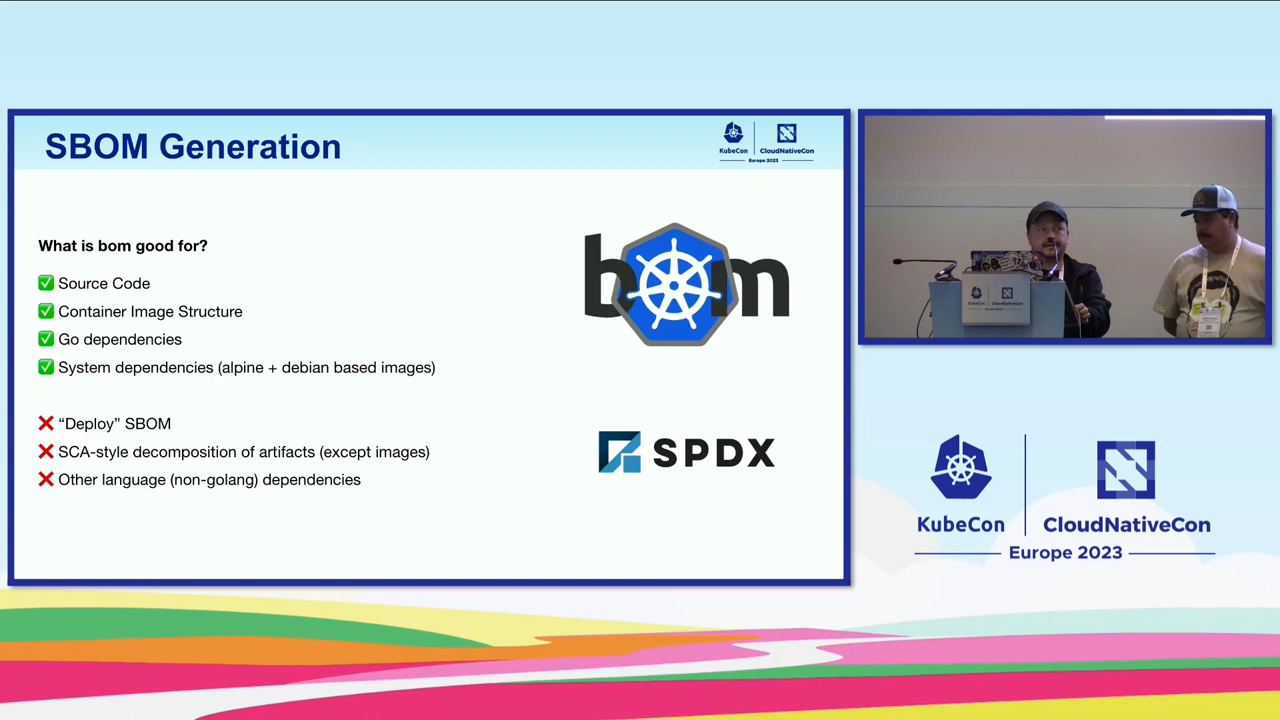 SBOM Generation
KubeCon
CloudNativeCon
Europe 2023
What is bom good for?
Source Code
Container Image Structure
Go dependencies
System dependencies (alpine + debian based images)
“Deploy” SBOM
SCA-style decomposition of artifacts (except images)
Other language (non-golang) dependencies
bom
SPDX
KubeCon
CloudNativeCon
Europe 2023